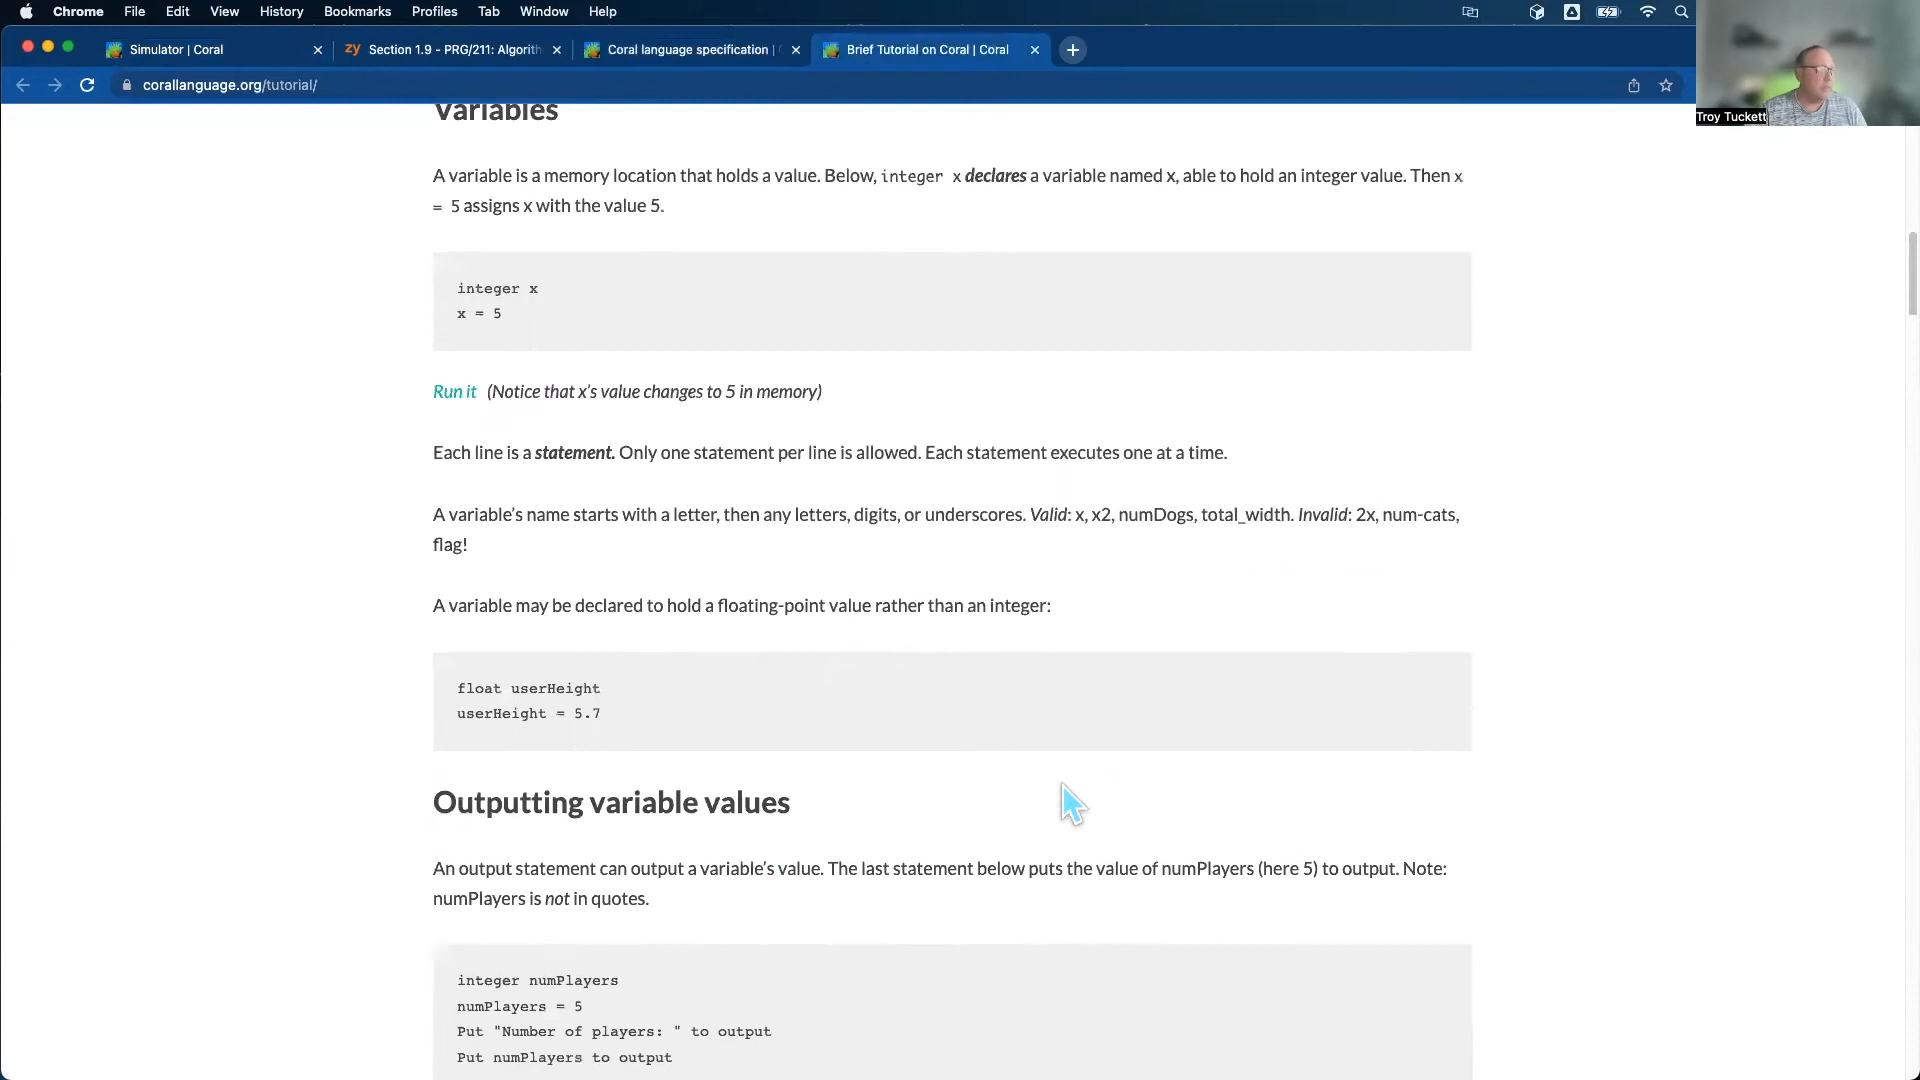 Chrome File Edit View History Bookmarks Profiles Tab Window Help
Simulator | Coral
zy Section 1.9 - PRG/211: Algorith
Coral language specification |
Brief Tutorial on Coral | Coral
corallanguage.org/tutorial/
Troy Tuckett
Variables
A variable is a memory location that holds a value. Below, integer x declares a variable named x, able to hold an integer value. Then x
= 5 assigns x with the value 5.
integer x
x = 5
Run it (Notice that x's value changes to 5 in memory)
Each line is a statement. Only one statement per line is allowed. Each statement executes one at a time.
A variable's name starts with a letter, then any letters, digits, or underscores. Valid: x, x2, numDogs, total_width. Invalid: 2x, num-cats,
flag!
A variable may be declared to hold a floating-point value rather than an integer:
float userHeight
userHeight = 5.7
Outputting variable values
An output statement can output a variable's value. The last statement below puts the value of numPlayers (here 5) to output. Note:
numPlayers is not in quotes.
integer numPlayers
numPlayers = 5
Put "Number of players: " to output
Put numPlayers to output